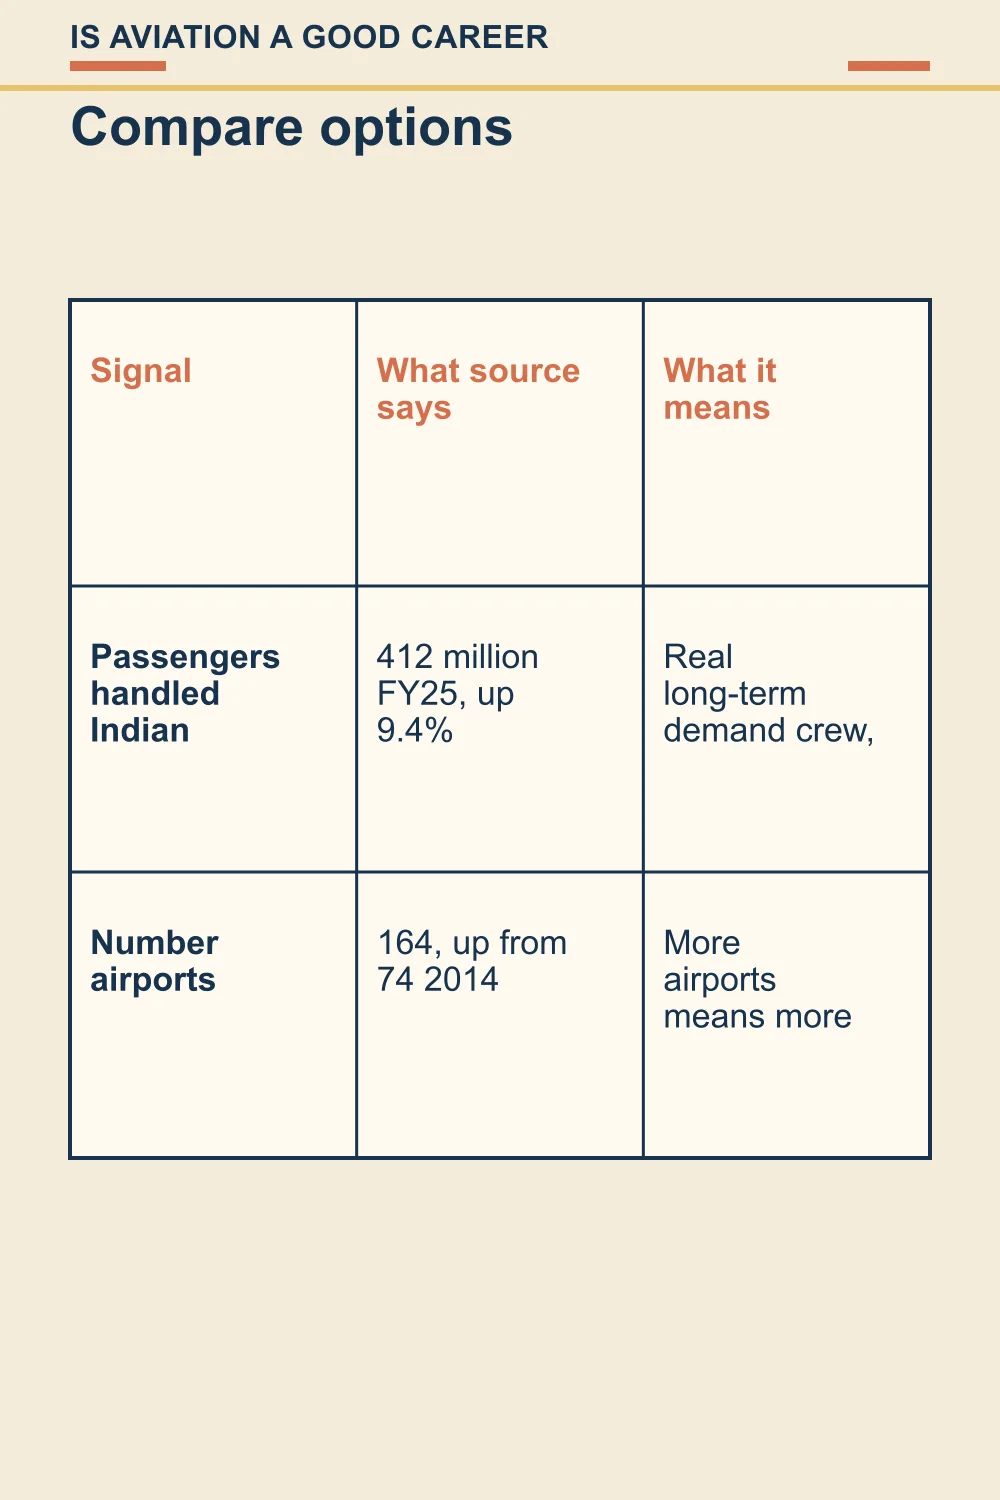 IS AVIATION A GOOD CAREER
Compare options
Signal
What source
says
What it
means
Passengers
handled
Indian
412 million
FY25, up
9.4%
Real
long-term
demand crew,
Number
airports
164, up from
74 2014
More
airports
means more